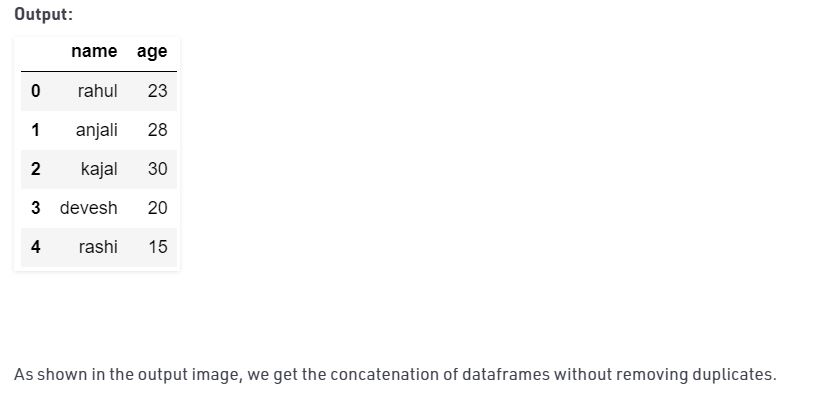 Output:
name age
0 rahul 23
1 anjali 28
2 kajal 30
3 devesh 20
4 rashi 15
As shown in the output image, we get the concatenation of dataframes without removing duplicates.